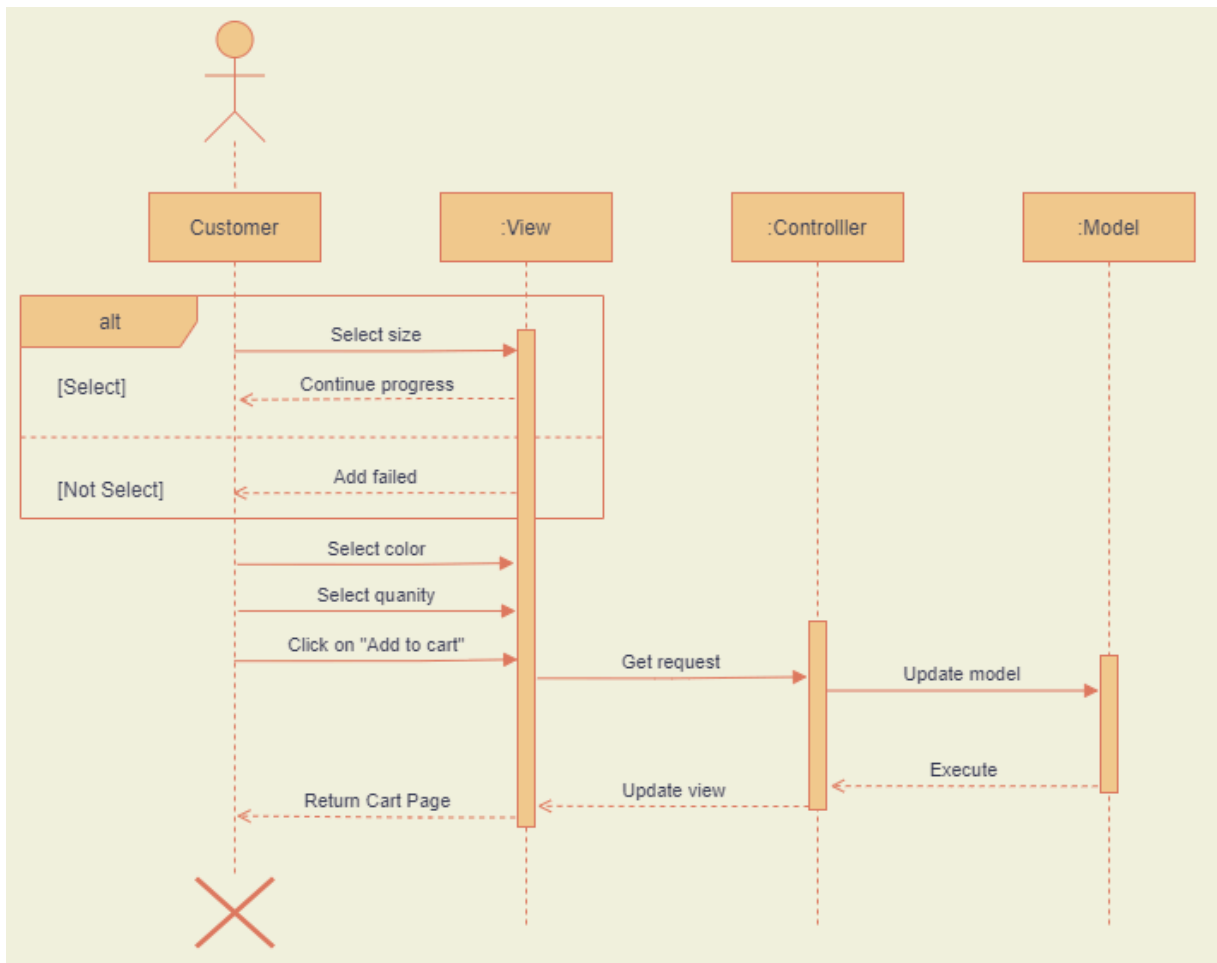 Customer
:View
:Controlller
:Model
alt
Select size
[Select]
Continue progress
Add failed
[Not Select]
Select color
Select quanity
Click on "Add to cart"
Get request
Update model
Execute
Update view
Return Cart Page